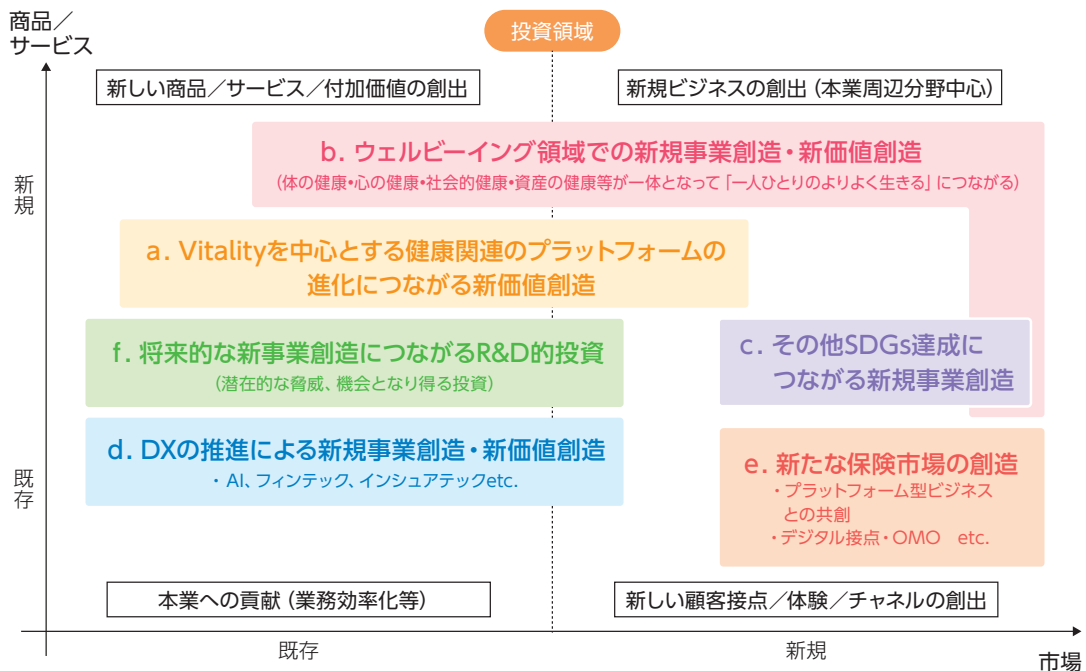 商品／
サービス
投資領域
新しい商品／サービス／付加価値の創出
新規ビジネスの創出（本業周辺分野中心）
b. ウェルビーイング領域での新規事業創造・新価値創造
（体の健康・心の健康・社会的健康・資産の健康等が一体となって「一人ひとりのよりよく生きる」につながる）
新規
a. Vitalityを中心とする健康関連のプラットフォームの
進化につながる新価値創造
f. 将来的な新事業創造につながるR&D的投資
（潜在的な脅威、機会となり得る投資）
c. その他SDGs達成に
つながる新規事業創造
d. DXの推進による新規事業創造・新価値創造
・AI、フィンテック、インシュアテックetc.
既存
e. 新たな保険市場の創造
・プラットフォーム型ビジネス
との共創
・デジタル接点・OMO　etc.
本業への貢献（業務効率化等）
新しい顧客接点／体験／チャネルの創出
既存
新規
市場